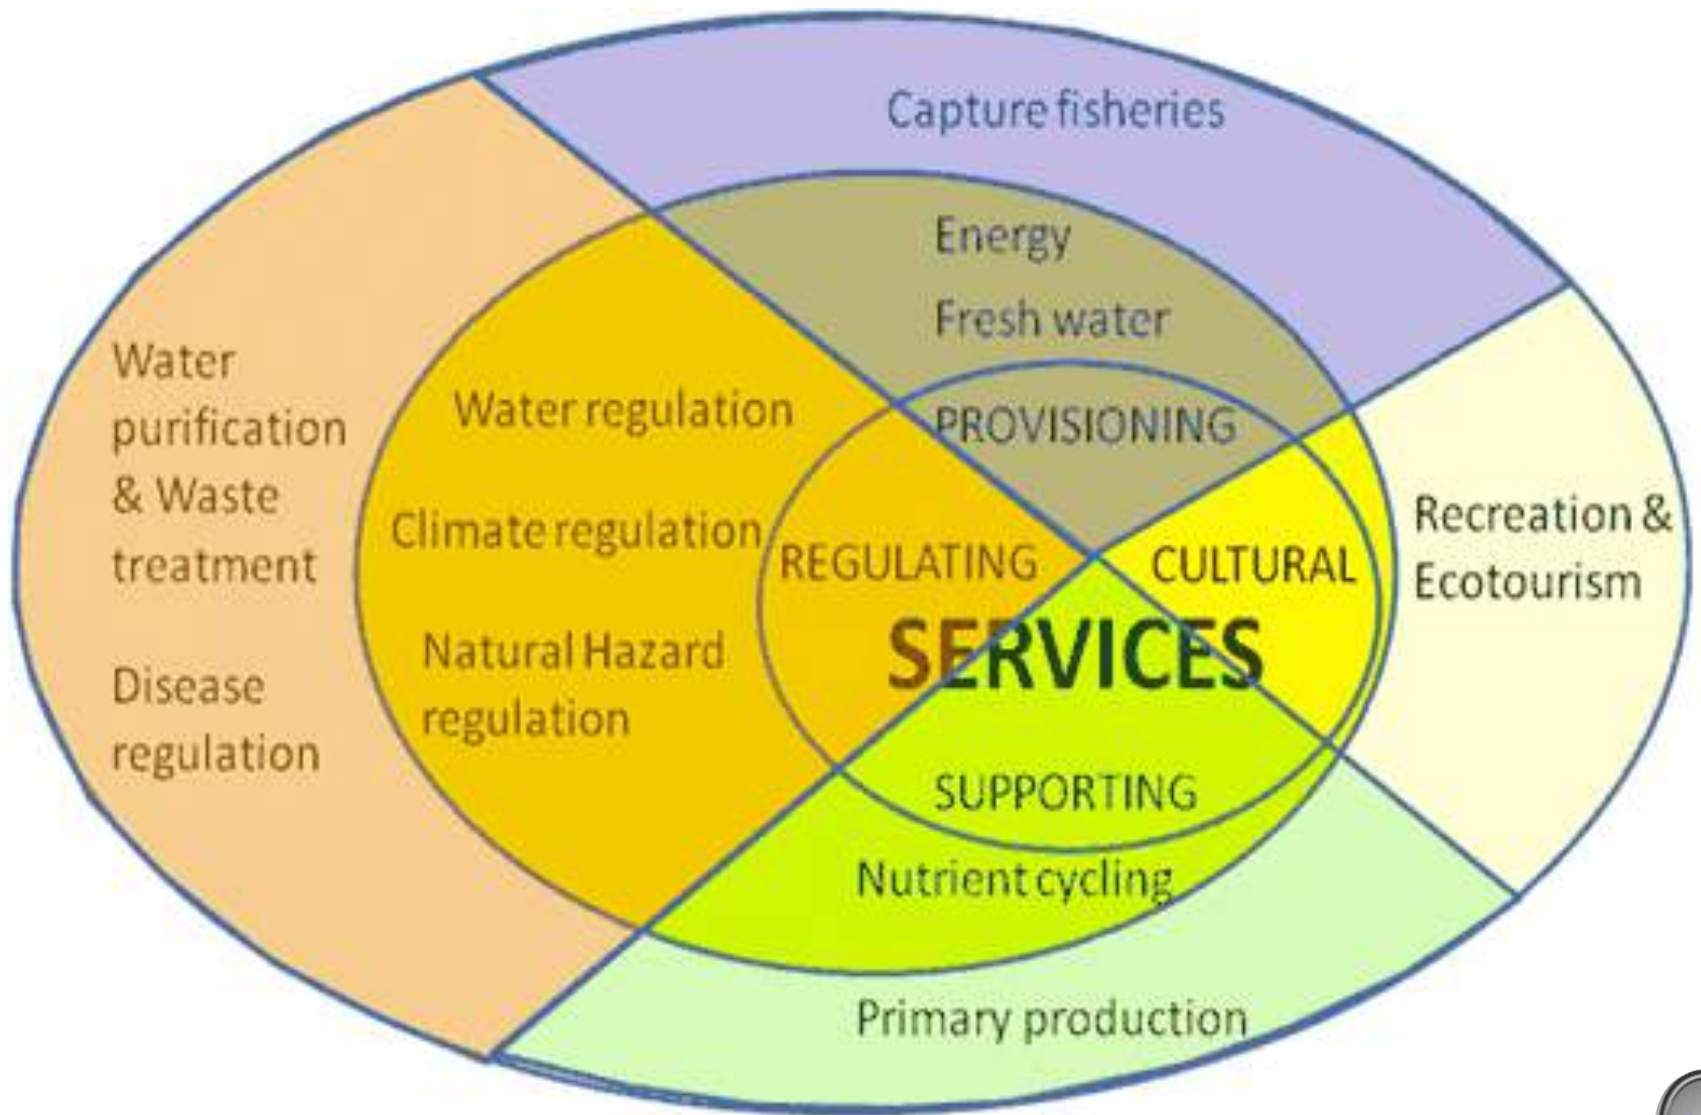 Capture fisheries
Energy
Fresh water
PROVISIONING
Water
purification
& Waste
treatment
Disease
regulation
Water regulation
Climate regulation
Natural Hazard
regulation
REGULATING
CULTURAL
SERVICES
SUPPORTING
Nutrient cycling
Primary production
Recreation &
Ecotourism